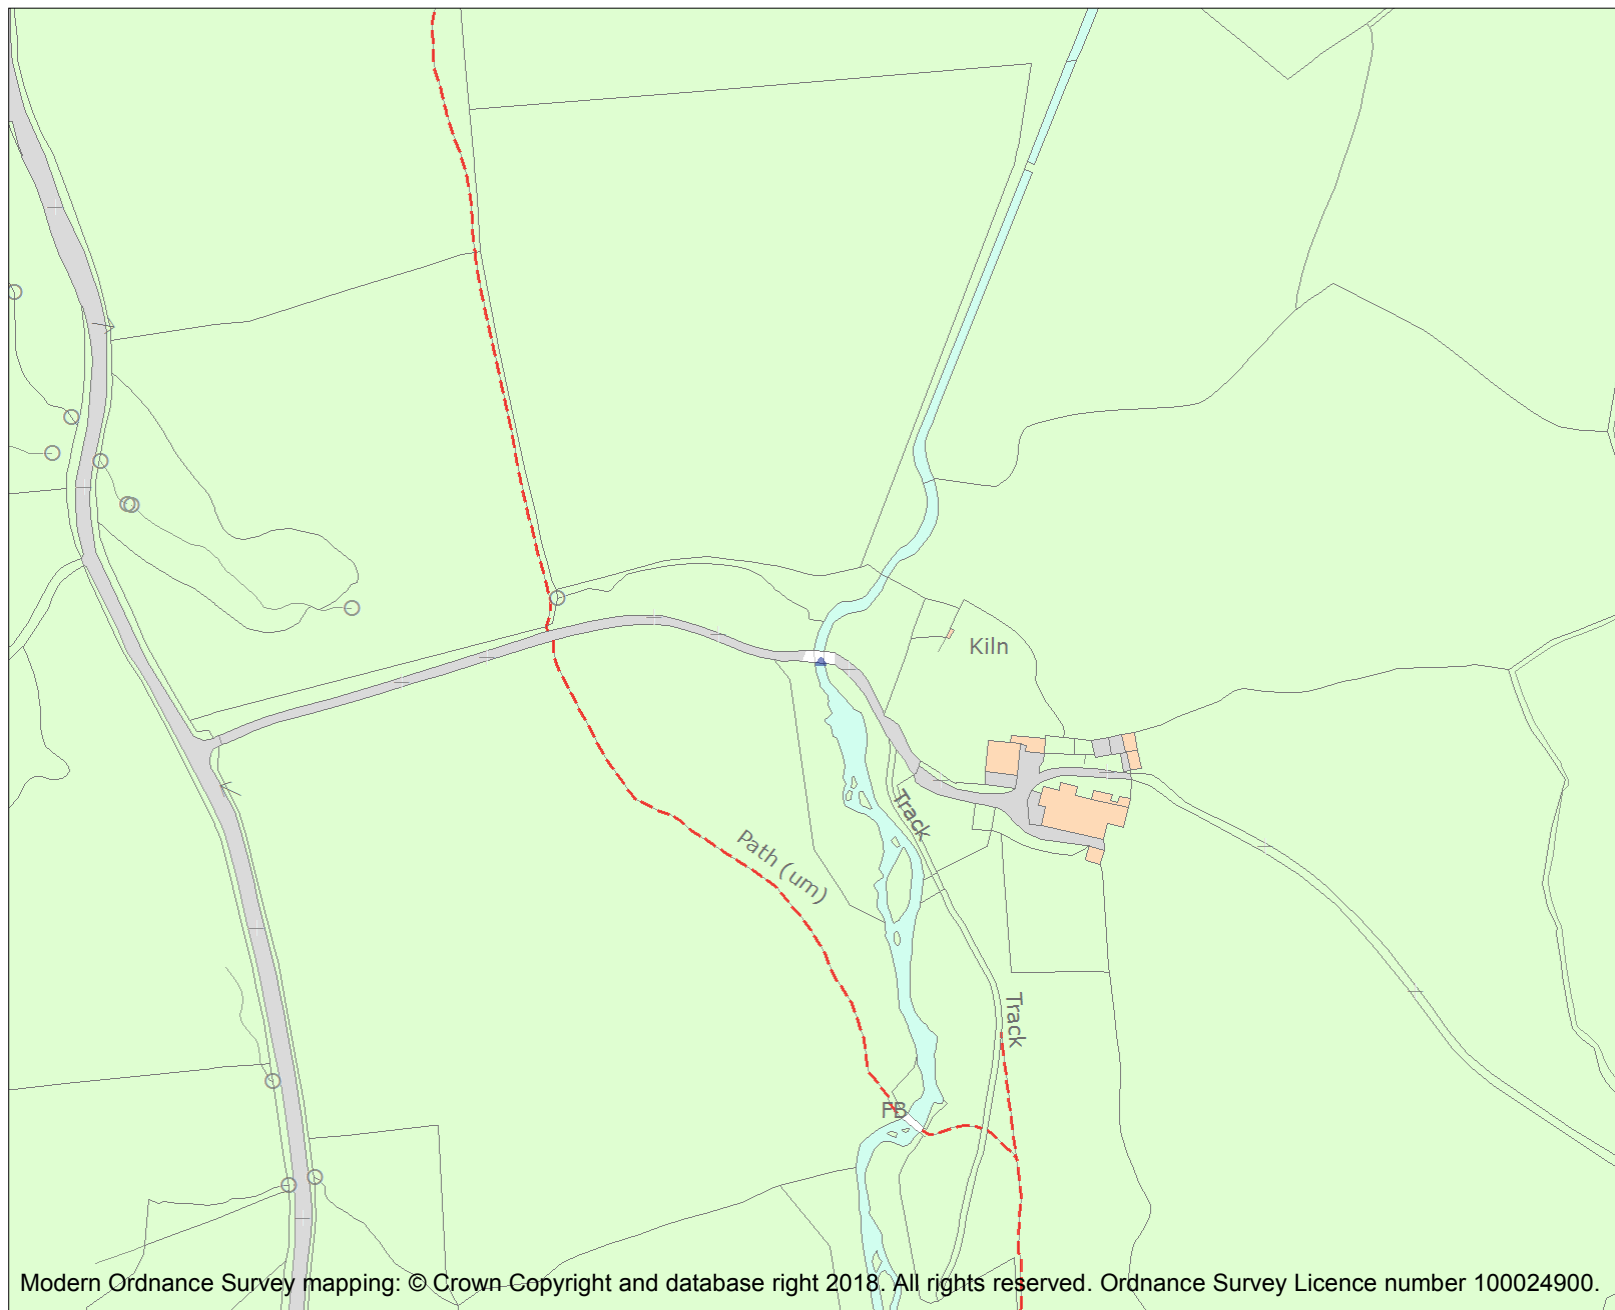 Kiln
Track
Path (um)
Track
FB
Modern Ordnance Survey mapping: © Crown Copyright and database right 2018. All rights reserved. Ordnance Survey Licence number 100024900.